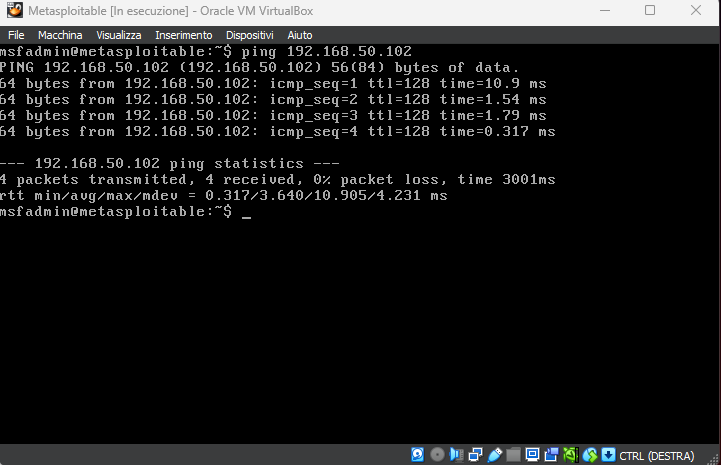 Metasploitable [In esecuzione] - Oracle VM VirtualBox
File Macchina Visualizza Inserimento Dispositivi Aiuto
msfadmin@metasploitable:~$ ping 192.168.50.102
PING 192.168.50.102 (192.168.50.102) 56(84) bytes of data.
64 bytes from 192.168.50.102: icmp_seq=1 ttl=128 time=10.9 ms
64 bytes from 192.168.50.102: icmp_seq=2 ttl=128 time=1.54 ms
64 bytes from 192.168.50.102: icmp_seq=3 ttl=128 time=1.79 ms
64 bytes from 192.168.50.102: icmp_seq=4 ttl=128 time=0.317 ms
--- 192.168.50.102 ping statistics ---
4 packets transmitted, 4 received, 0% packet loss, time 3001ms
rtt min/avg/max/mdev = 0.317/3.640/10.905/4.231 ms
msfadmin@metasploitable:~$ _
CTRL (DESTRA)